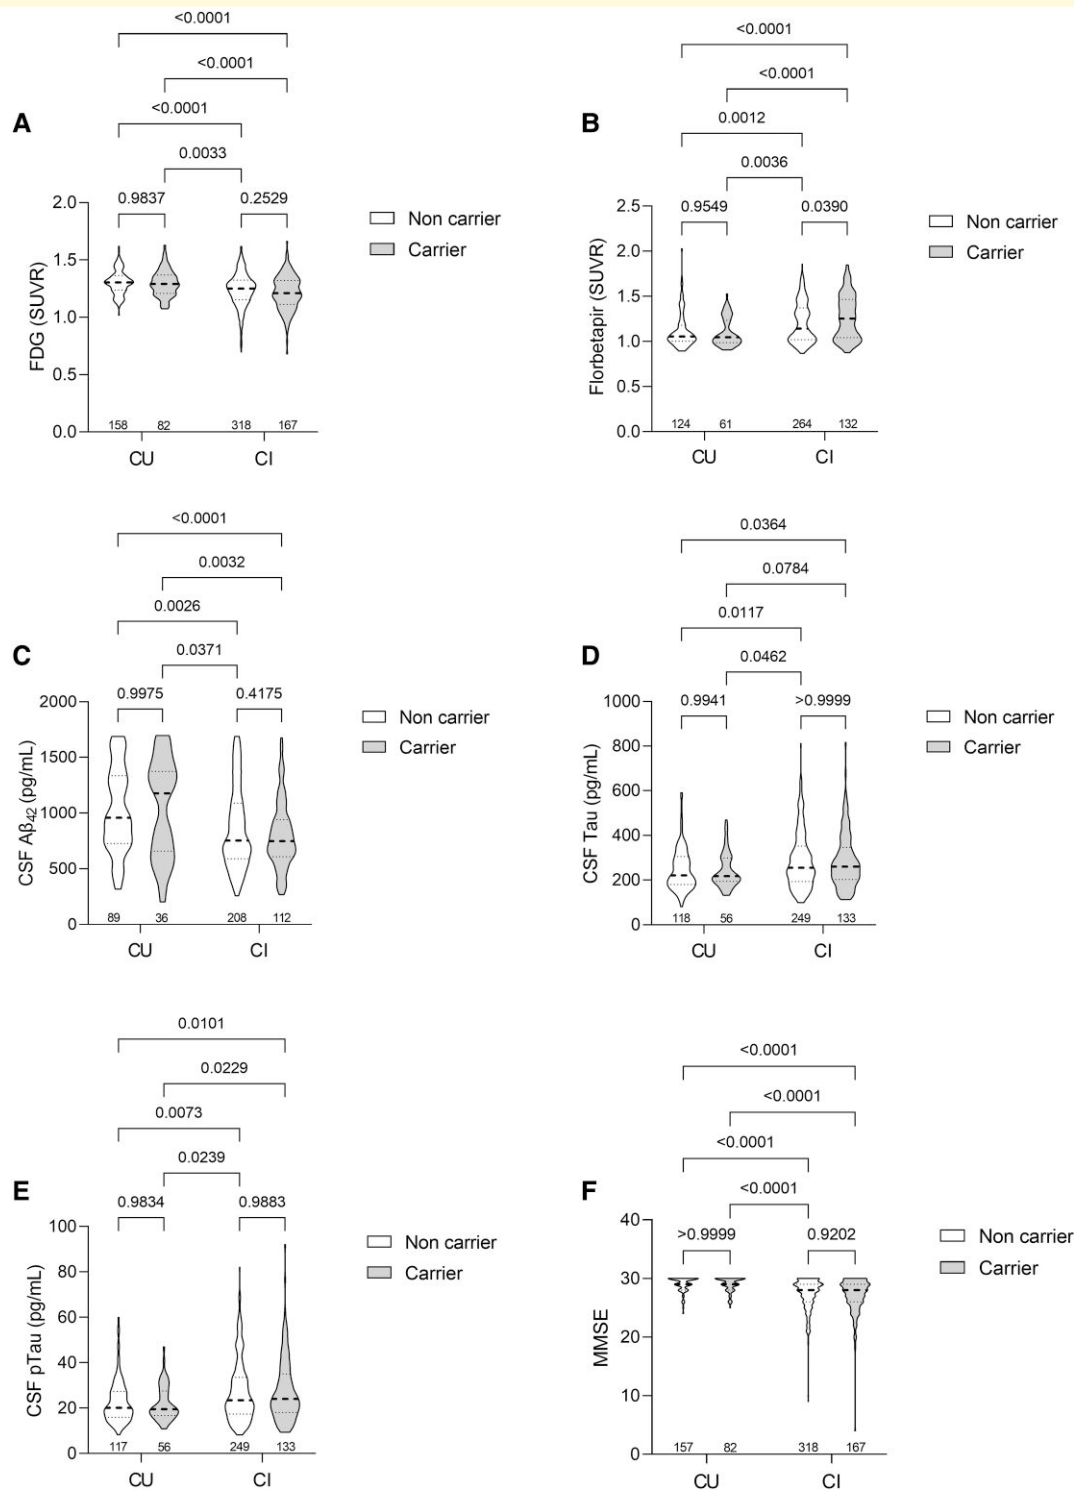 <0.0001
<0.0001
<0.0001
0.0033
A
0.9837 0.2529
2.0
1.5
1.0
0.5
0.0
FDG (SUVR)
Non carrier
Carrier
158 82 318 167
CU CI
<0.0001
<0.0001
0.0012
0.0036
B
0.9549 0.0390
2.5
2.0
1.5
1.0
0.5
0.0
Florbetapir (SUVR)
Non carrier
Carrier
124 61 264 132
CU CI
<0.0001
0.0032
0.0026
0.0371
C
0.9975 0.4175
2000
1500
1000
500
0
CSF Aβ42 (pg/mL)
Non carrier
Carrier
89 36 208 112
CU CI
0.0364
0.0784
0.0117
0.0462
D
0.9941 >0.9999
1000
800
600
400
200
0
CSF Tau (pg/mL)
Non carrier
Carrier
118 56 249 133
CU CI
0.0101
0.0229
0.0073
0.0239
E
0.9834 0.9883
100
80
60
40
20
0
CSF pTau (pg/mL)
Non carrier
Carrier
117 56 249 133
CU CI
<0.0001
<0.0001
<0.0001
<0.0001
F
>0.9999 0.9202
40
30
20
10
0
MMSE
Non carrier
Carrier
157 82 318 167
CU CI